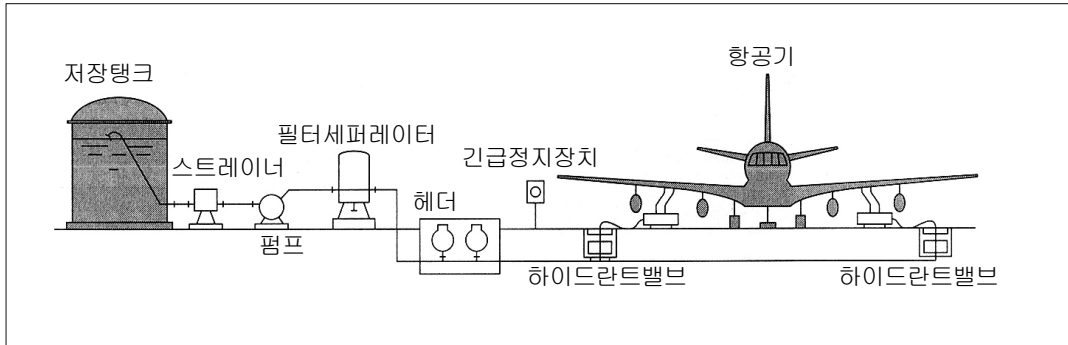 항공기
저장탱크
필터세퍼레이터
긴급정지장치
스트레이너
헤더
펌프
하이드란트밸브
하이드란트밸브